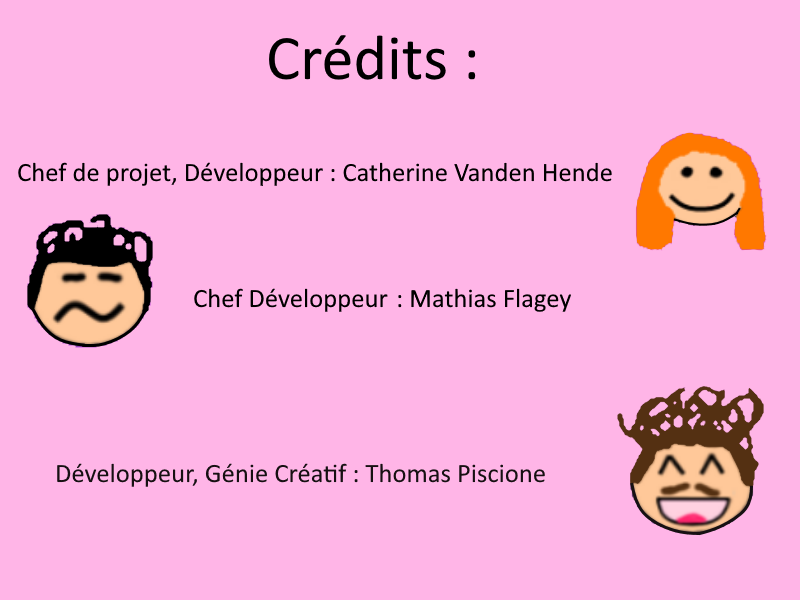 Crédits :
Chef de projet, Développeur : Catherine Vanden Hende
Chef Développeur : Mathias Flagey
Développeur, Génie Créatif : Thomas Piscione